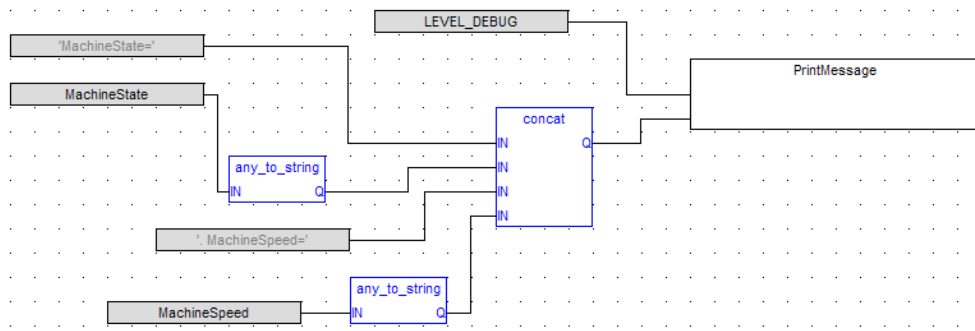 LEVEL_DEBUG
'MachineState='
PrintMessage
MachineState
concat
IN Q
any_to_string
IN
IN Q
IN
IN
'. MachineSpeed='
any_to_string
IN Q
MachineSpeed